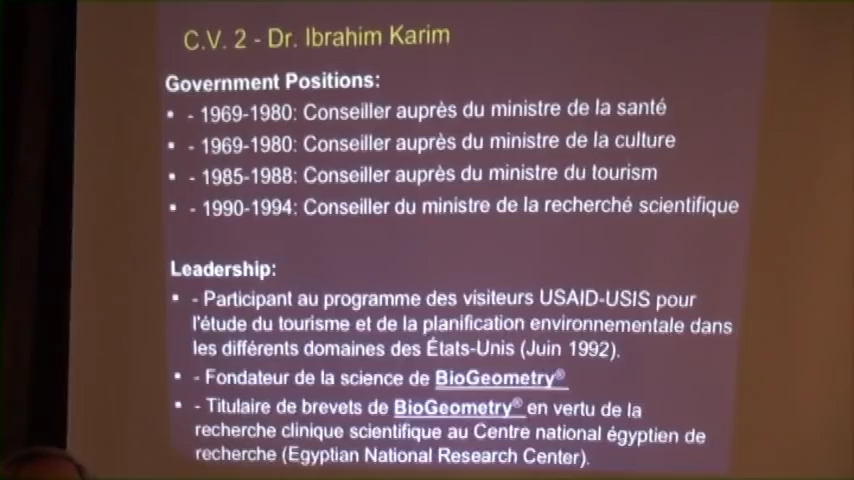 C.V. 2 - Dr. Ibrahim Karim
Government Positions:
▪ - 1969-1980: Conseiller auprès du ministre de la santé
▪ - 1969-1980: Conseiller auprès du ministre de la culture
▪ - 1985-1988: Conseiller auprès du ministre du tourism
▪ - 1990-1994: Conseiller du ministre de la recherché scientifique
Leadership:
▪ - Participant au programme des visiteurs USAID-USIS pour
l'étude du tourisme et de la planification environnementale dans
les différents domaines des États-Unis (Juin 1992).
▪ - Fondateur de la science de BioGeometry®
▪ - Titulaire de brevets de BioGeometry® en vertu de la
recherche clinique scientifique au Centre national égyptien de
recherche (Egyptian National Research Center).